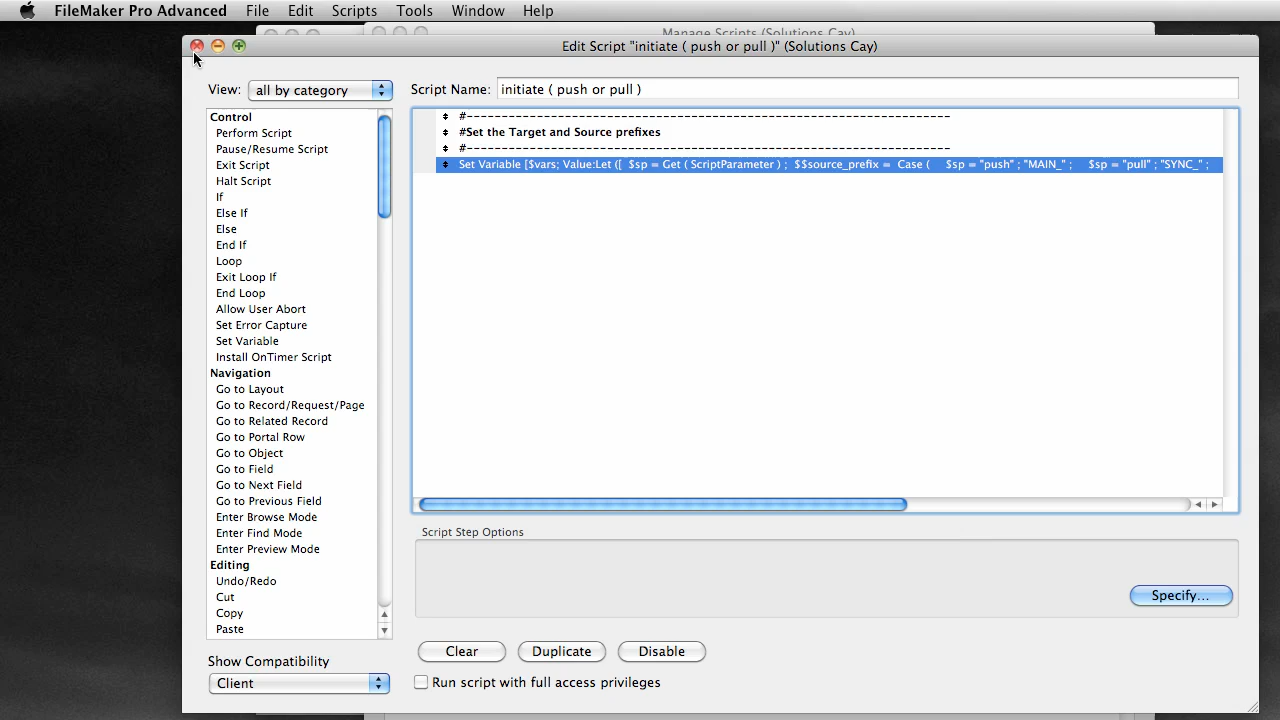 FileMaker Pro Advanced File Edit Scripts Tools Window Help
Manage Scripts (Solutions Cay)
Edit Script "initiate ( push or pull )" (Solutions Cay)
View: all by category
Script Name: initiate ( push or pull )
Control
Perform Script
Pause/Resume Script
Exit Script
Halt Script
If
Else If
Else
End If
Loop
Exit Loop If
End Loop
Allow User Abort
Set Error Capture
Set Variable
Install OnTimer Script
Navigation
Go to Layout
Go to Record/Request/Page
Go to Related Record
Go to Portal Row
Go to Object
Go to Field
Go to Next Field
Go to Previous Field
Enter Browse Mode
Enter Find Mode
Enter Preview Mode
Editing
Undo/Redo
Cut
Copy
Paste
Show Compatibility
Client
#--------------------------------------------------------------------------
#Set the Target and Source prefixes
#--------------------------------------------------------------------------
Set Variable [$vars; Value:Let ([ $sp = Get ( ScriptParameter ) ; $$source_prefix = Case ( $sp = "push" ; "MAIN_" ; $sp = "pull" ; "SYNC_" ;
Script Step Options
Specify...
Clear Duplicate Disable
Run script with full access privileges